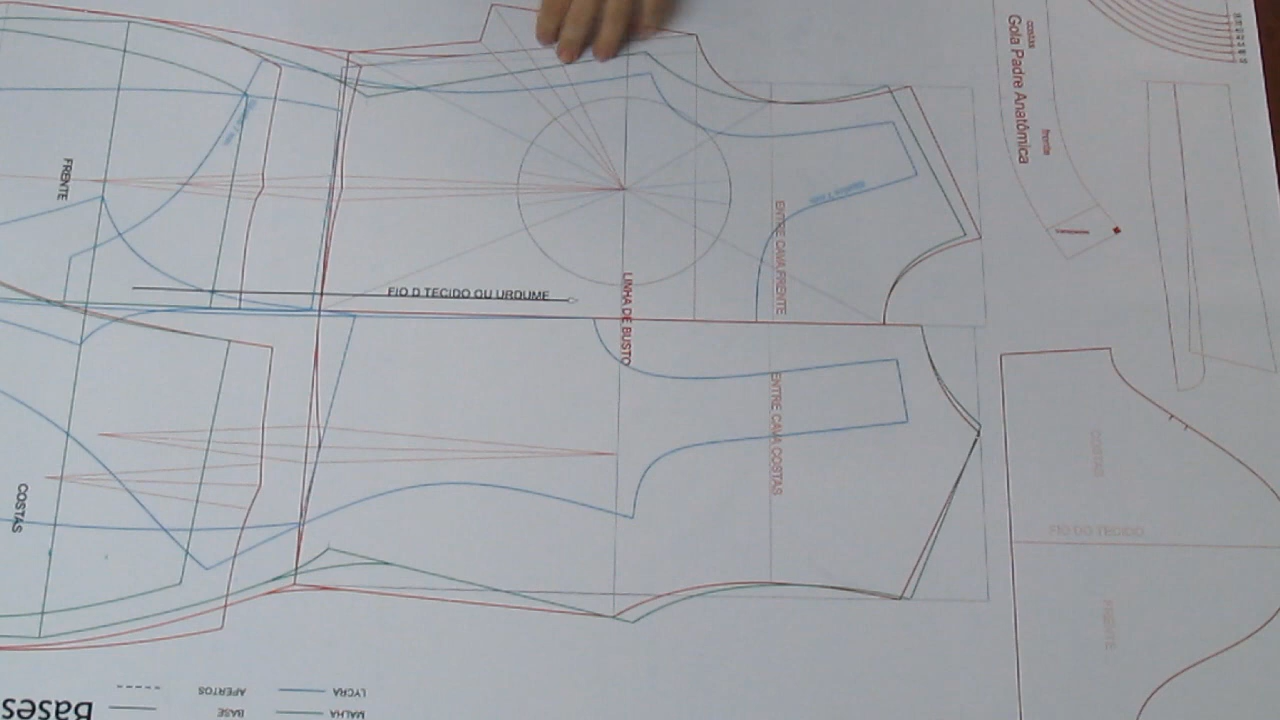 costas
frente
Gola Padre Anatômica
FRENTE
ENTRE CAVA FRENTE
FIO D TECIDO OU URDUME
LINHA DE BUSTO
ENTRE CAVA COSTAS
COSTAS
COSTAS
FIO DO TECIDO
FRENTE
Bases
APERTOS
BASE
LYCRA
MALHA